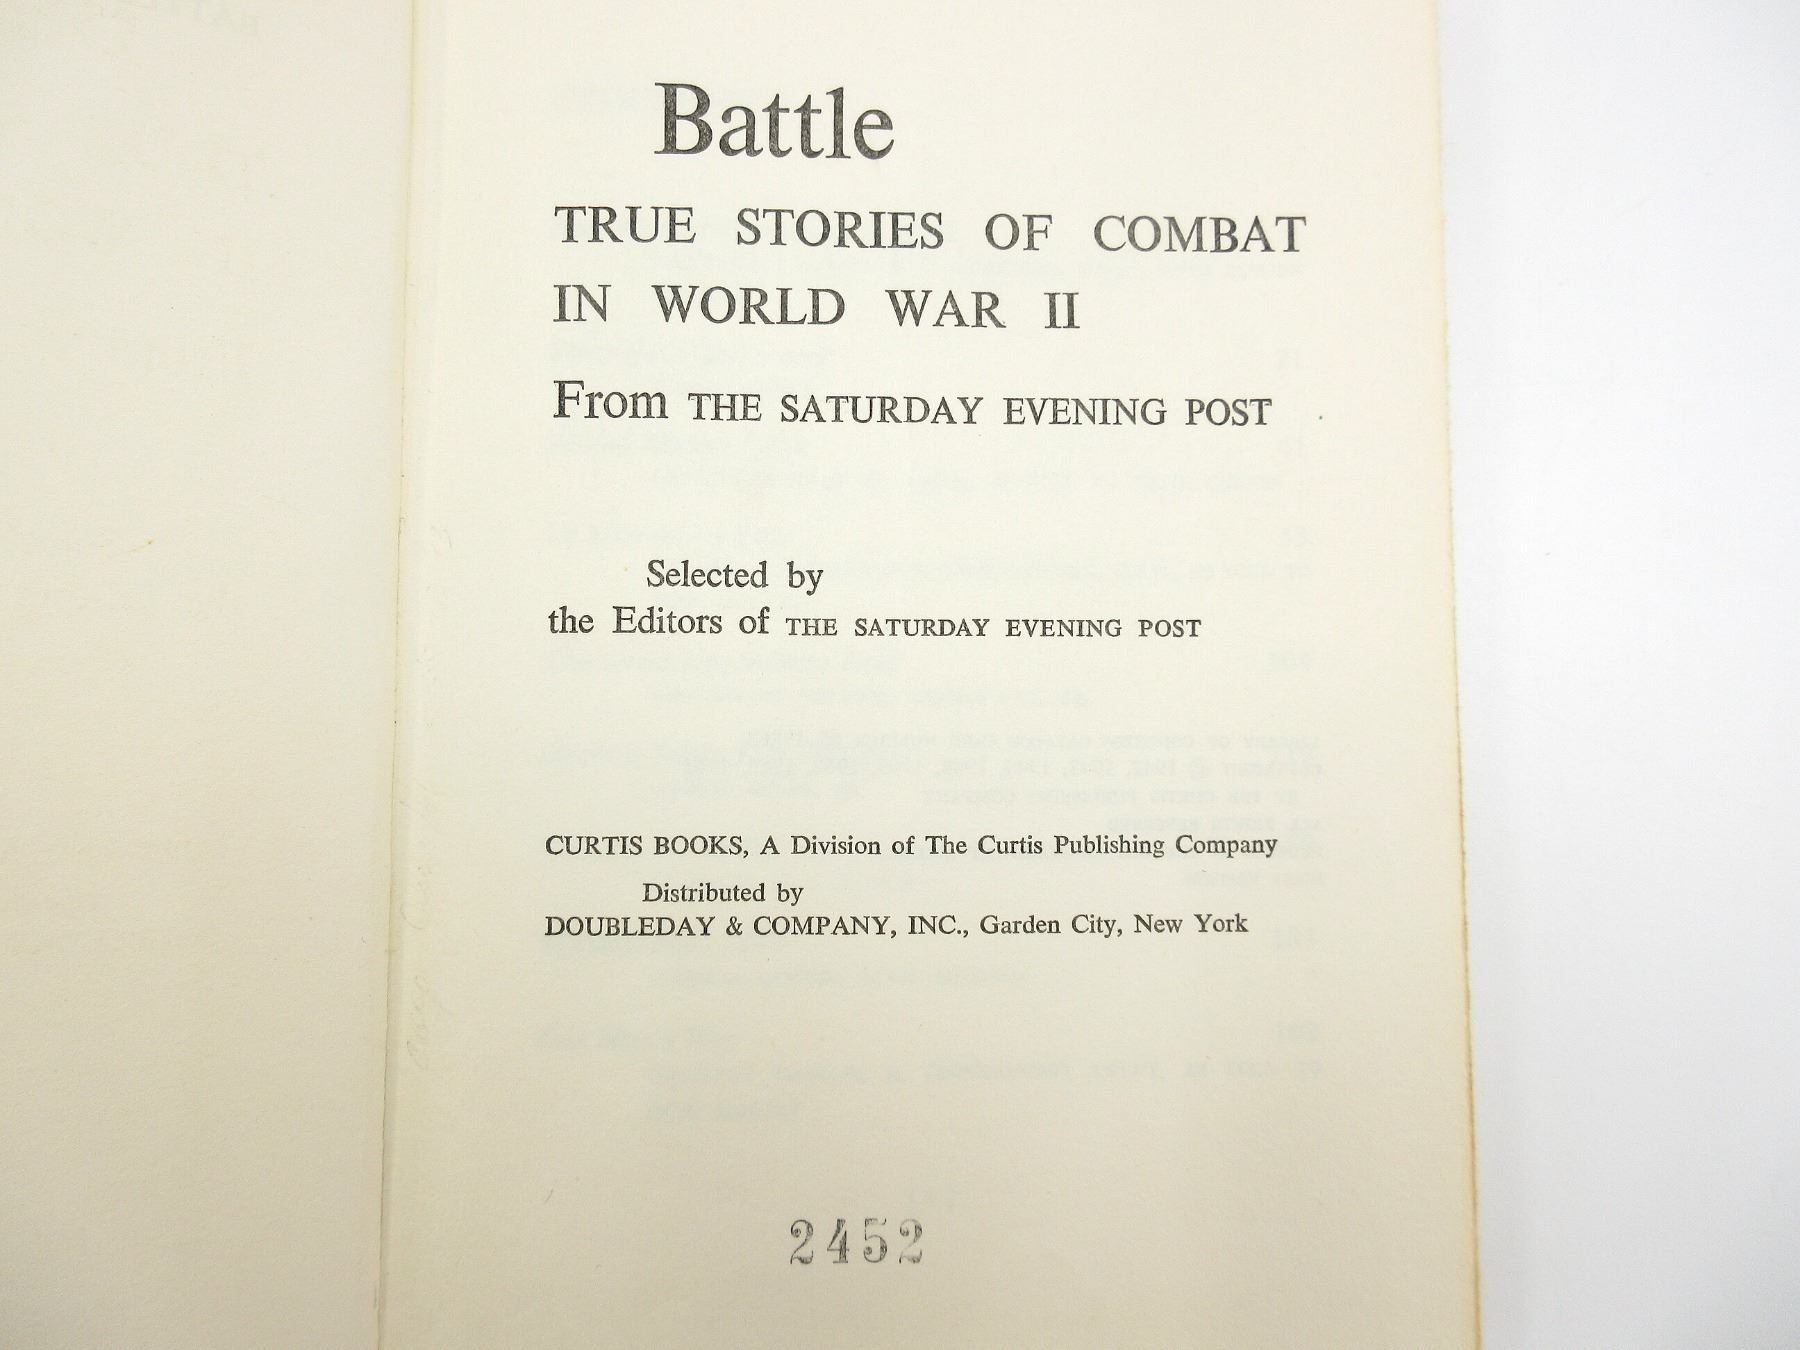 Battle
TRUE STORIES OF COMBAT
IN WORLD WAR II
From THE SATURDAY EVENING POST
Selected by
the Editors of THE SATURDAY EVENING POST
CURTIS BOOKS, A Division of The Curtis Publishing Company
Distributed by
DOUBLEDAY & COMPANY, INC., Garden City, New York
2452